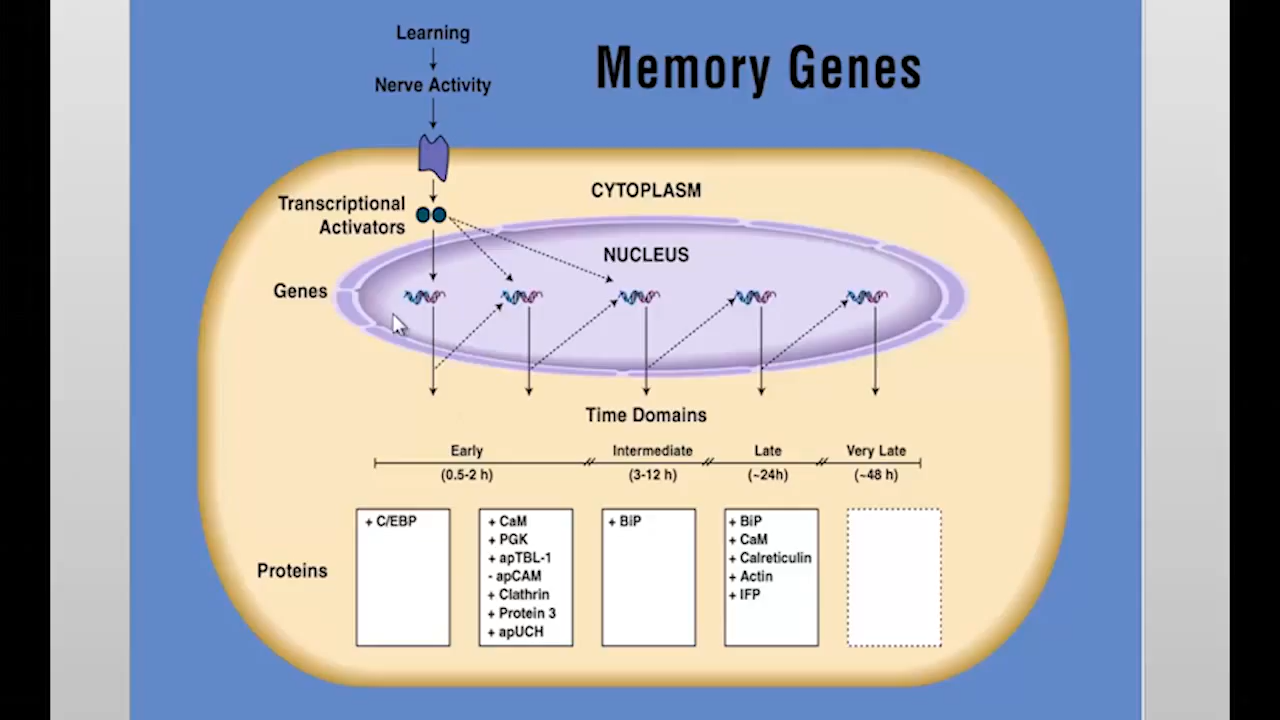 Learning
Memory Genes
Nerve Activity
CYTOPLASM
Transcriptional
Activators
NUCLEUS
Genes
Time Domains
Early Intermediate Late Very Late
(0.5-2 h) (3-12 h) (~24h) (~48 h)
Proteins
+ C/EBP
+ CaM
+ PGK
+ apTBL-1
- apCAM
+ Clathrin
+ Protein 3
+ apUCH
+ BiP
+ BiP
+ CaM
+ Calreticulin
+ Actin
+ IFP